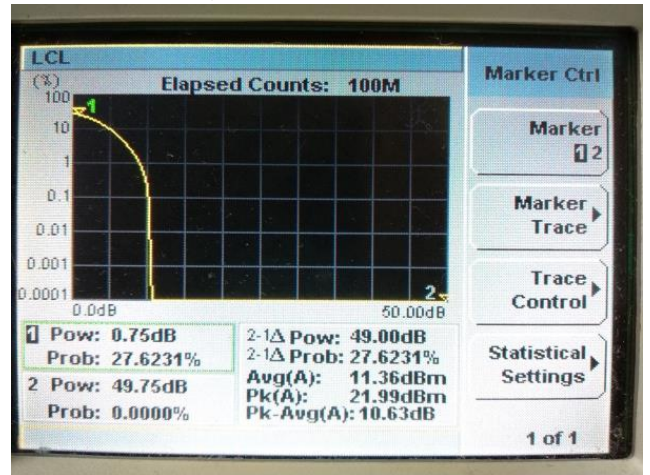 LCL
(%)
Elapsed Counts: 100M
100
1
10
1
0.1
0.01
0.001
0.0001
2
0.0dB
50.00dB
1 Pow: 0.75dB
Prob: 27.6231%
2 Pow: 49.75dB
Prob: 0.0000%
2-1Δ Pow: 49.00dB
2-1Δ Prob: 27.6231%
Avg(A): 11.36dBm
Pk(A): 21.99dBm
Pk-Avg(A): 10.63dB
Marker Ctrl
Marker
1 2
Marker
Trace
Trace
Control
Statistical
Settings
1 of 1